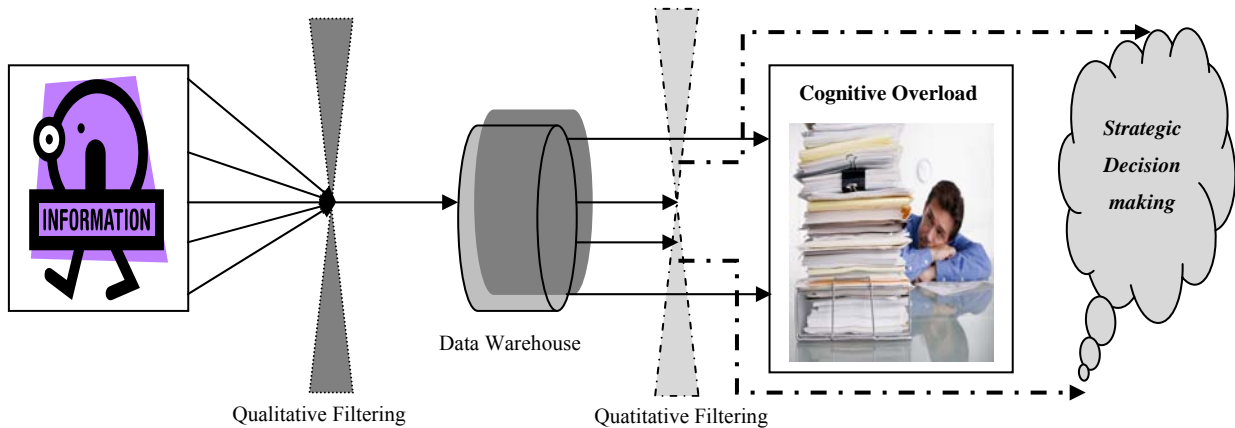 INFORMATION
Qualitative Filtering
Data Warehouse
Quatitative Filtering
Cognitive Overload
Strategic
Decision
making